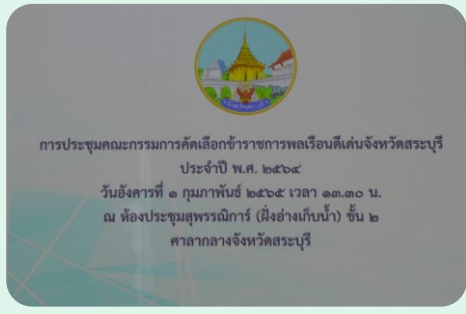 การประชุมคณะกรรมการคัดเลือกข้าราชการพลเรือนดีเด่นจังหวัดสระบุรี
ประจำปี พ.ศ. ๒๕๖๔
วันอังคารที่ ๑ กุมภาพันธ์ ๒๕๖๕ เวลา ๑๓.๓๐ น.
ณ ห้องประชุมสุพรรณิการ์ (ฝั่งอ่างเก็บน้ำ) ชั้น ๒
ศาลากลางจังหวัดสระบุรี